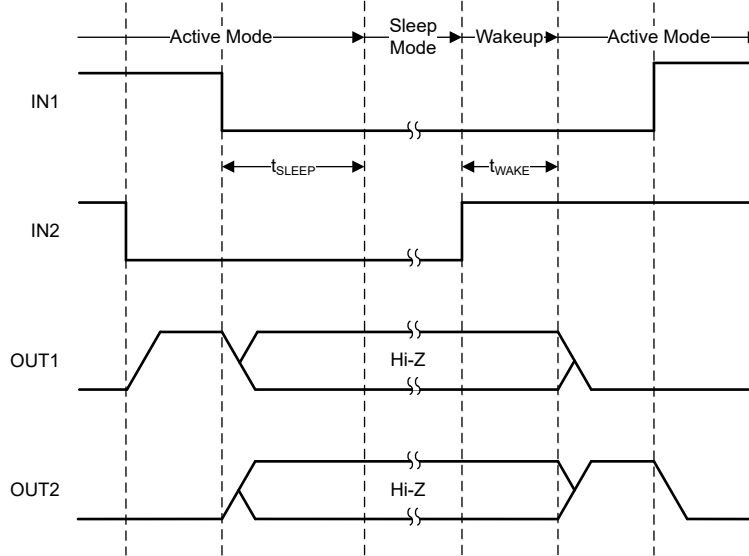 Active Mode
Sleep
Mode
Wakeup
Active Mode
IN1
tSLEEP
tWAKE
IN2
OUT1
Hi-Z
OUT2
Hi-Z